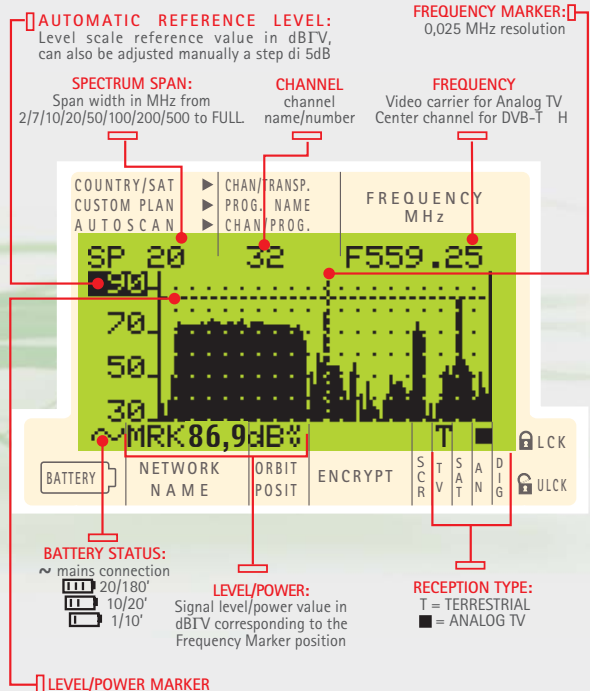 AUTOMATIC REFERENCE LEVEL:
Level scale reference value in dBΓV,
can also be adjusted manually a step di 5dB
FREQUENCY MARKER:
0,025 MHz resolution
SPECTRUM SPAN:
Span width in MHz from
2/7/10/20/50/100/200/500 to FULL.
CHANNEL
channel
name/number
FREQUENCY
Video carrier for Analog TV
Center channel for DVB-T H
COUNTRY/SAT ▶ CHAN/TRANSP.
CUSTOM PLAN ▶ PROG. NAME
AUTOSCAN ▶ CHAN/PROG.
FREQUENCY
MHz
SP 20 32 F559.25
90
70
50
30
~MRK 86,9dBµV T ■
LCK
ULCK
BATTERY
NETWORK
NAME
ORBIT
POSIT
ENCRYPT
SCR
TV
SAT
AN
DIG
BATTERY STATUS:
~ mains connection
20/180'
10/20'
1/10'
LEVEL/POWER:
Signal level/power value in
dBΓV corresponding to the
Frequency Marker position
RECEPTION TYPE:
T = TERRESTRIAL
■ = ANALOG TV
LEVEL/POWER MARKER